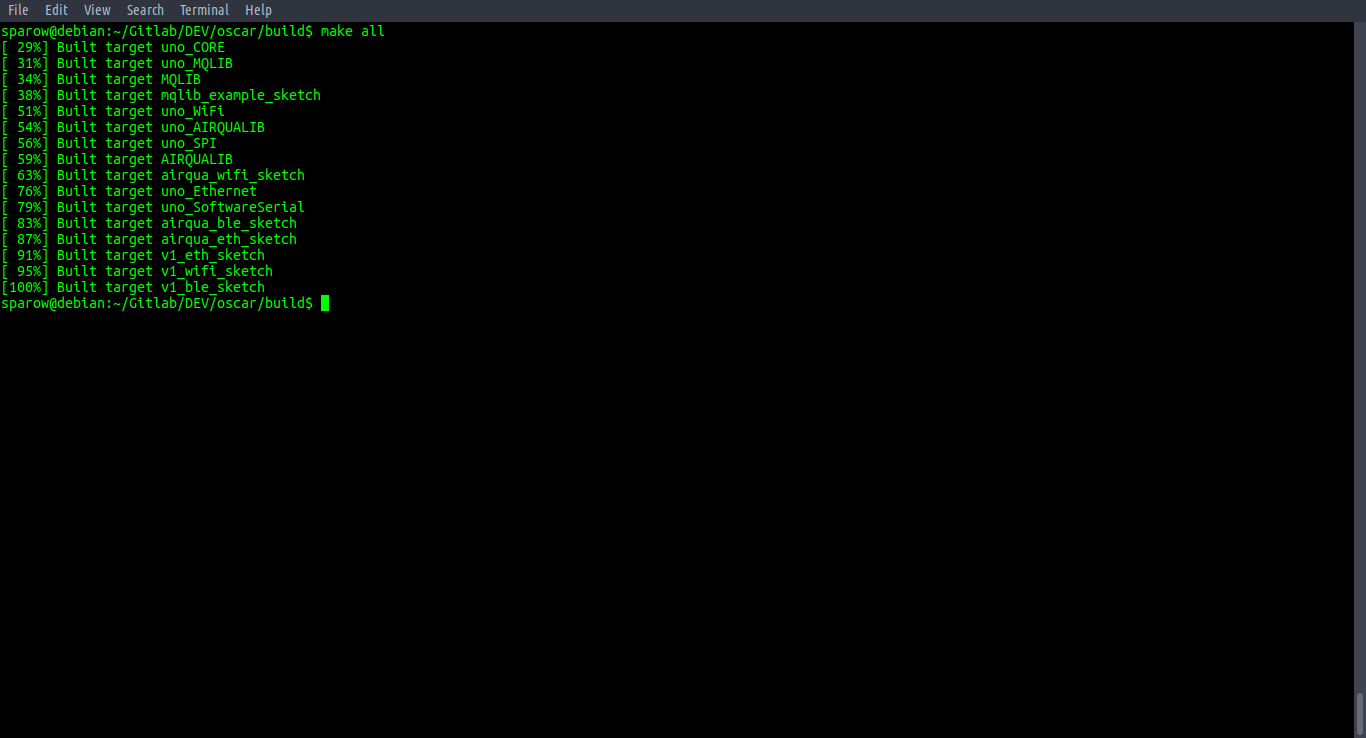 File Edit View Search Terminal Help
sparow@debian:~/Gitlab/DEV/oscar/build$ make all
[ 29%] Built target uno_CORE
[ 31%] Built target uno_MQLIB
[ 34%] Built target MQLIB
[ 38%] Built target mqlib_example_sketch
[ 51%] Built target uno_WiFi
[ 54%] Built target uno_AIRQUALIB
[ 56%] Built target uno_SPI
[ 59%] Built target AIRQUALIB
[ 63%] Built target airqua_wifi_sketch
[ 76%] Built target uno_Ethernet
[ 79%] Built target uno_SoftwareSerial
[ 83%] Built target airqua_ble_sketch
[ 87%] Built target airqua_eth_sketch
[ 91%] Built target v1_eth_sketch
[ 95%] Built target v1_wifi_sketch
[100%] Built target v1_ble_sketch
sparow@debian:~/Gitlab/DEV/oscar/build$